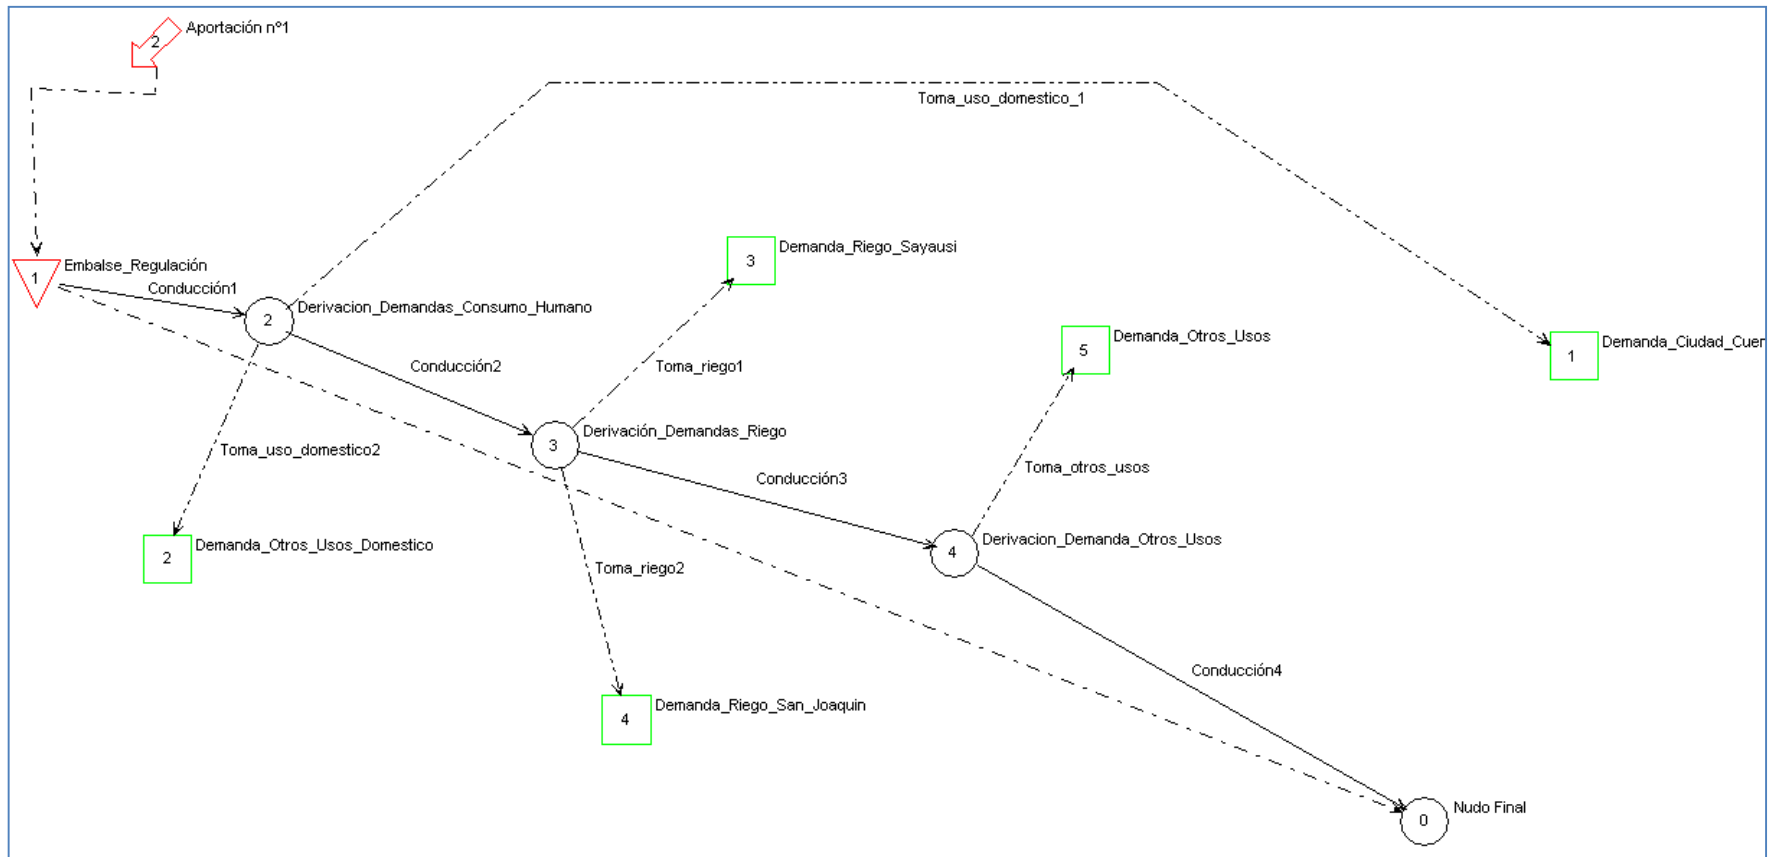 Aportación nº1
2
Toma_uso_domestico_1
Demanda_Riego_Sayausi
3
Embalse_Regulación
1
Conducción1
Derivacion_Demandas_Consumo_Humano
2
Demanda_Otros_Usos
5
Demanda_Ciudad_Cuer
1
Conducción2
Toma_riego1
Derivación_Demandas_Riego
3
Toma_uso_domestico2
Toma_otros_usos
Conducción3
Demanda_Otros_Usos_Domestico
2
Derivacion_Demanda_Otros_Usos
4
Toma_riego2
Conducción4
Demanda_Riego_San_Joaquin
4
Nudo Final
0